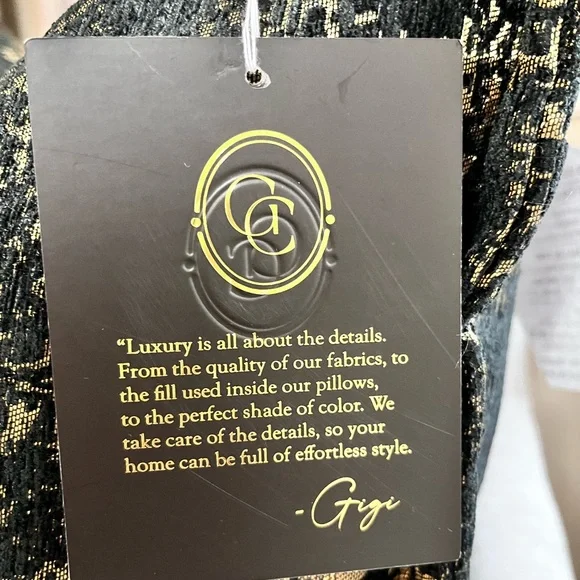 GC
“Luxury is all about the details.
From the quality of our fabrics, to
the fill used inside our pillows,
to the perfect shade of color. We
take care of the details, so your
home can be full of effortless style.
- Gigi